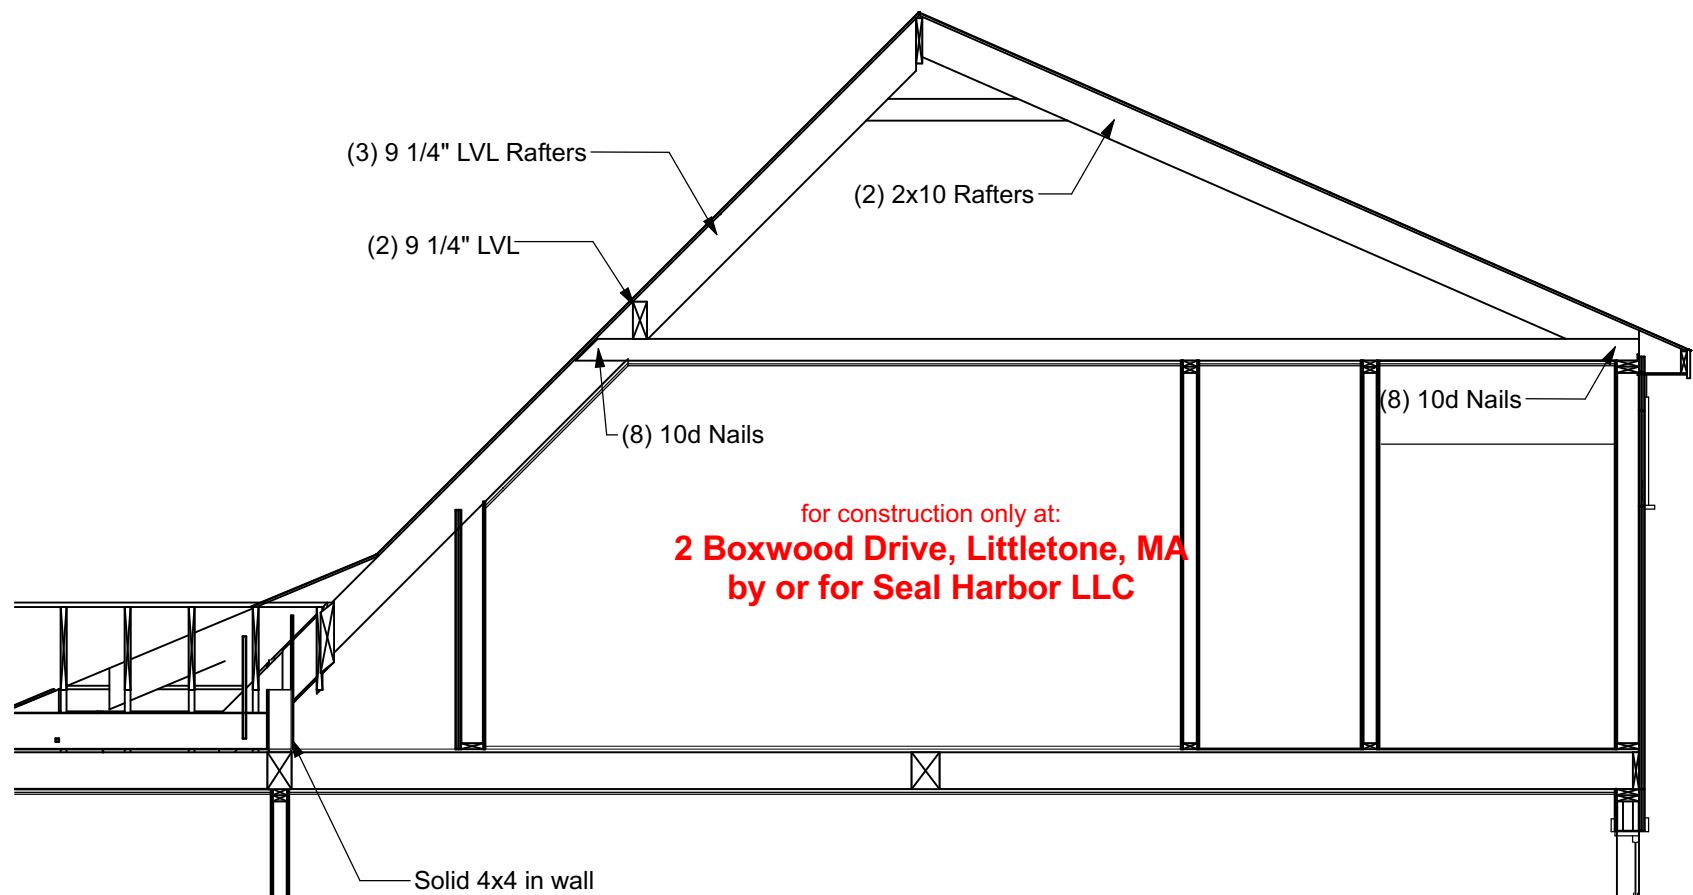 (3) 9 1/4" LVL Rafters
(2) 2x10 Rafters
(2) 9 1/4" LVL
(8) 10d Nails
(8) 10d Nails
for construction only at:
2 Boxwood Drive, Littletone, MA
by or for Seal Harbor LLC
Solid 4x4 in wall